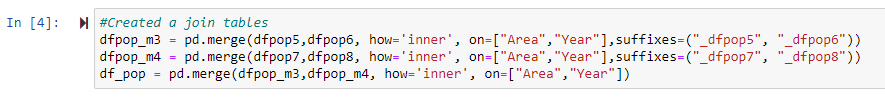 In [4]: #Created a join tables
dfpop_m3 = pd.merge(dfpop5,dfpop6, how='inner', on=["Area","Year"],suffixes=("_dfpop5", "_dfpop6"))
dfpop_m4 = pd.merge(dfpop7,dfpop8, how='inner', on=["Area","Year"],suffixes=("_dfpop7", "_dfpop8"))
df_pop = pd.merge(dfpop_m3,dfpop_m4, how='inner', on=["Area","Year"])